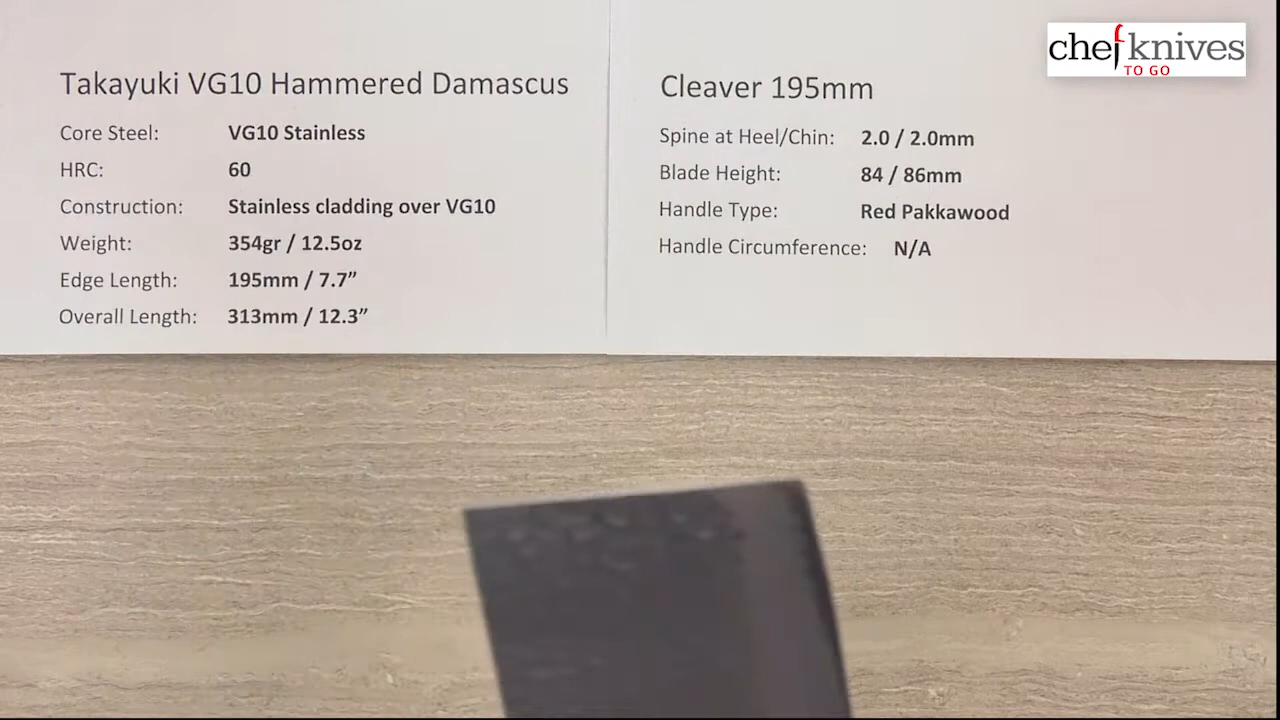 chef knives
TO GO
Takayuki VG10 Hammered Damascus
Core Steel: VG10 Stainless
HRC: 60
Construction: Stainless cladding over VG10
Weight: 354gr / 12.5oz
Edge Length: 195mm / 7.7”
Overall Length: 313mm / 12.3”
Cleaver 195mm
Spine at Heel/Chin: 2.0 / 2.0mm
Blade Height: 84 / 86mm
Handle Type: Red Pakkawood
Handle Circumference: N/A